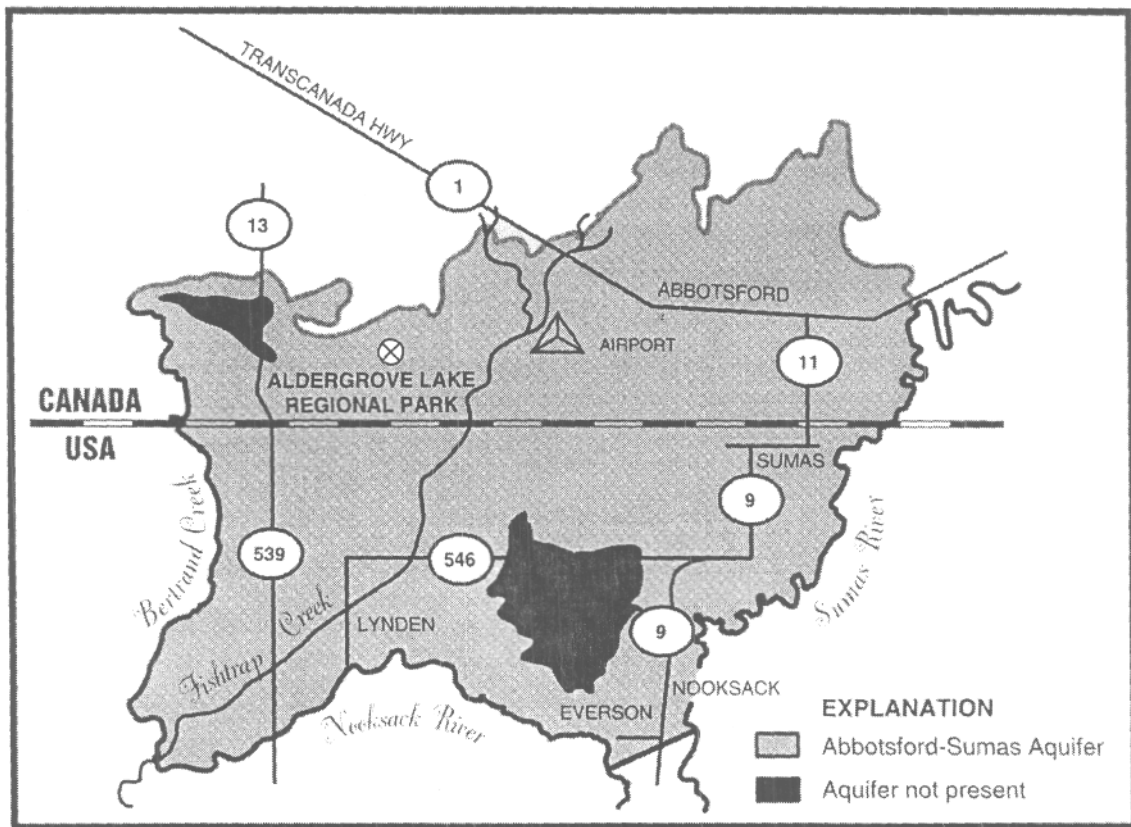 TRANSCANADA HWY
1
13
ABBOTSFORD
AIRPORT
11
ALDERGROVE LAKE
REGIONAL PARK
CANADA
USA
SUMAS
9
Bertrand Creek
539
546
Sumas River
Fishtrap Creek
LYNDEN
9
NOOKSACK
EVERSON
Nooksack River
EXPLANATION
Abbotsford-Sumas Aquifer
Aquifer not present